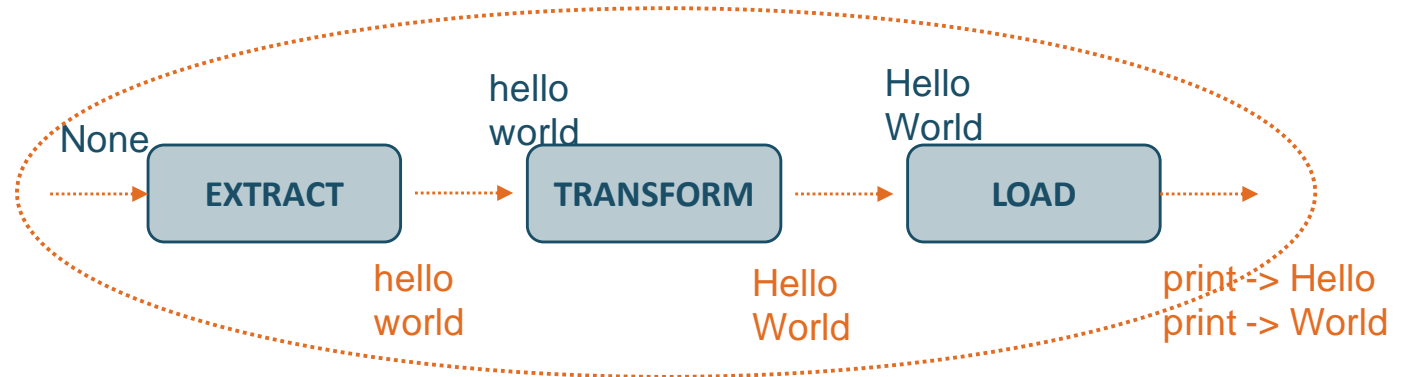 None
hello
world
Hello
World
EXTRACT
TRANSFORM
LOAD
hello
world
Hello
World
print -> Hello
print -> World